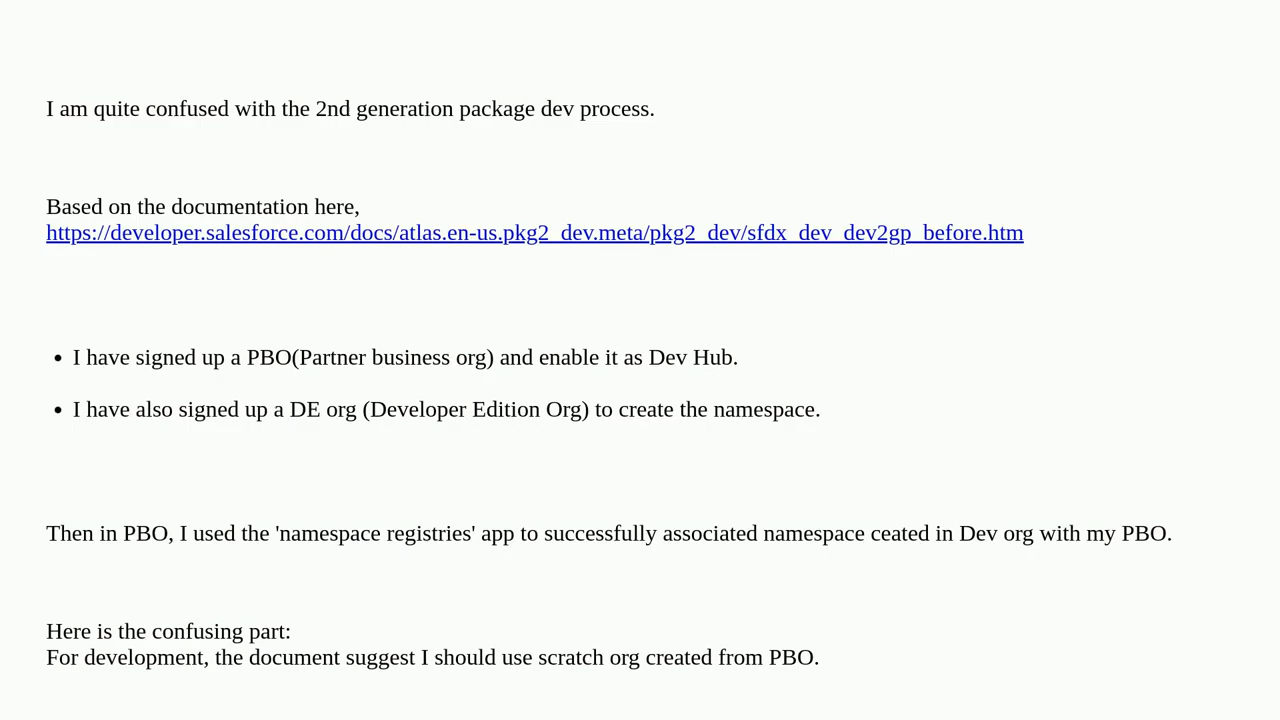 I am quite confused with the 2nd generation package dev process.
Based on the documentation here,
https://developer.salesforce.com/docs/atlas.en-us.pkg2_dev.meta/pkg2_dev/sfdx_dev_dev2gp_before.htm
• I have signed up a PBO(Partner business org) and enable it as Dev Hub.
• I have also signed up a DE org (Developer Edition Org) to create the namespace.
Then in PBO, I used the 'namespace registries' app to successfully associated namespace ceated in Dev org with my PBO.
Here is the confusing part:
For development, the document suggest I should use scratch org created from PBO.